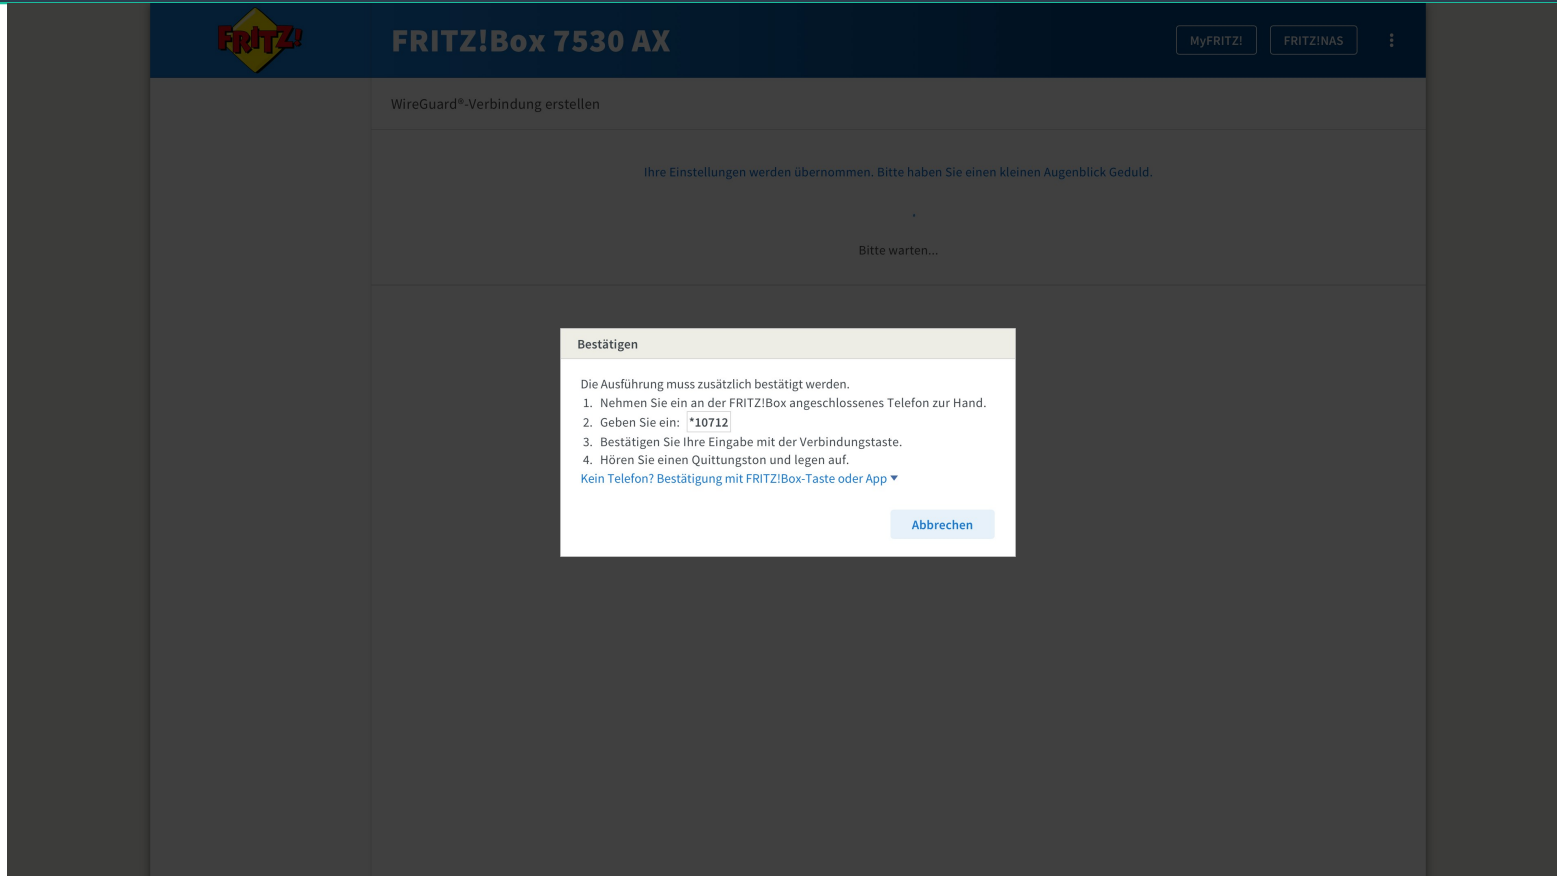 FRITZ!
FRITZ!Box 7530 AX
MyFRITZ!
FRITZ!NAS
WireGuard®-Verbindung erstellen
Ihre Einstellungen werden übernommen. Bitte haben Sie einen kleinen Augenblick Geduld.
Bitte warten...
Bestätigen
Die Ausführung muss zusätzlich bestätigt werden.
1. Nehmen Sie ein an der FRITZ!Box angeschlossenes Telefon zur Hand.
2. Geben Sie ein: *10712
3. Bestätigen Sie Ihre Eingabe mit der Verbindungstaste.
4. Hören Sie einen Quittungston und legen auf.
Kein Telefon? Bestätigung mit FRITZ!Box-Taste oder App
Abbrechen